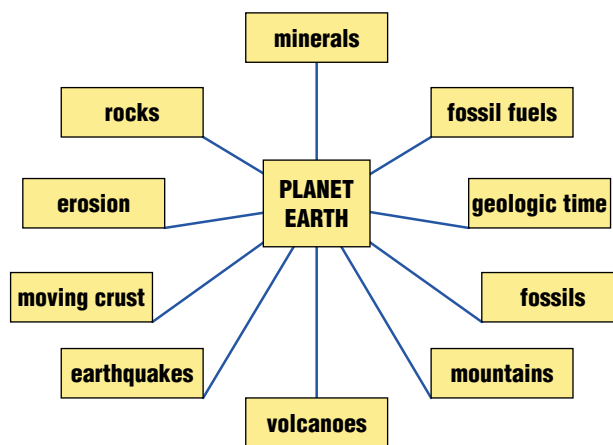 minerals
rocks
fossil fuels
PLANET
EARTH
erosion
geologic time
moving crust
fossils
earthquakes
mountains
volcanoes